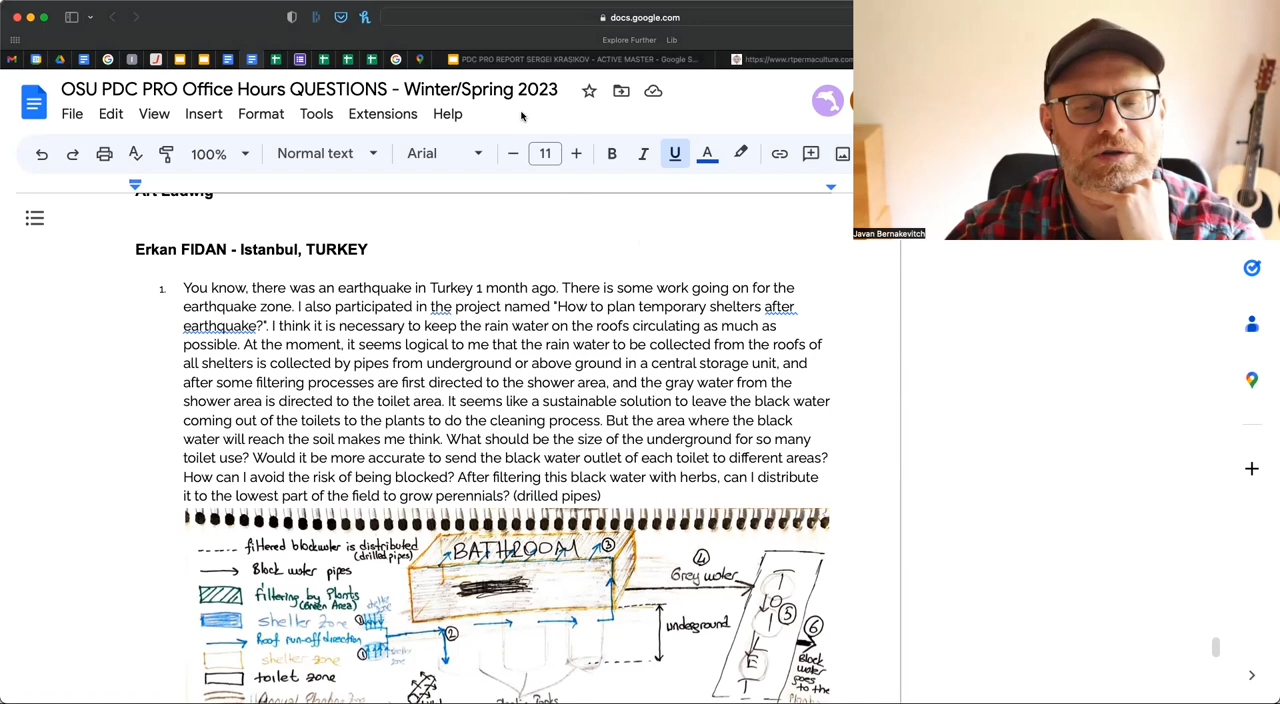 docs.google.com
Explore Further Lib
PDC PRO REPORT SERGEI KRASIKOV - ACTIVE MASTER - Google S...
https://www.rtpermaculture.com
OSU PDC PRO Office Hours QUESTIONS - Winter/Spring 2023
File Edit View Insert Format Tools Extensions Help
100% Normal text Arial 11 B I U A
Art Ludwig
Javan Bernakevitch
Erkan FIDAN - Istanbul, TURKEY
1. You know, there was an earthquake in Turkey 1 month ago. There is some work going on for the
earthquake zone. I also participated in the project named "How to plan temporary shelters after
earthquake?". I think it is necessary to keep the rain water on the roofs circulating as much as
possible. At the moment, it seems logical to me that the rain water to be collected from the roofs of
all shelters is collected by pipes from underground or above ground in a central storage unit, and
after some filtering processes are first directed to the shower area, and the gray water from the
shower area is directed to the toilet area. It seems like a sustainable solution to leave the black water
coming out of the toilets to the plants to do the cleaning process. But the area where the black
water will reach the soil makes me think. What should be the size of the underground for so many
toilet use? Would it be more accurate to send the black water outlet of each toilet to different areas?
How can I avoid the risk of being blocked? After filtering this black water with herbs, can I distribute
it to the lowest part of the field to grow perennials? (drilled pipes)
filtered blackwater is distributed
(drilled pipes)
Black water pipes
filtering by Plants
(Green Area)
shelter zone
Roof run-off direction
shelter zone
toilet zone
BATHROOM
3
shelter
zone
1
2
1
shelter
zone
underground
4
Grey water
T
O
I
L
E
T
5
6
Black
water
goes
to the